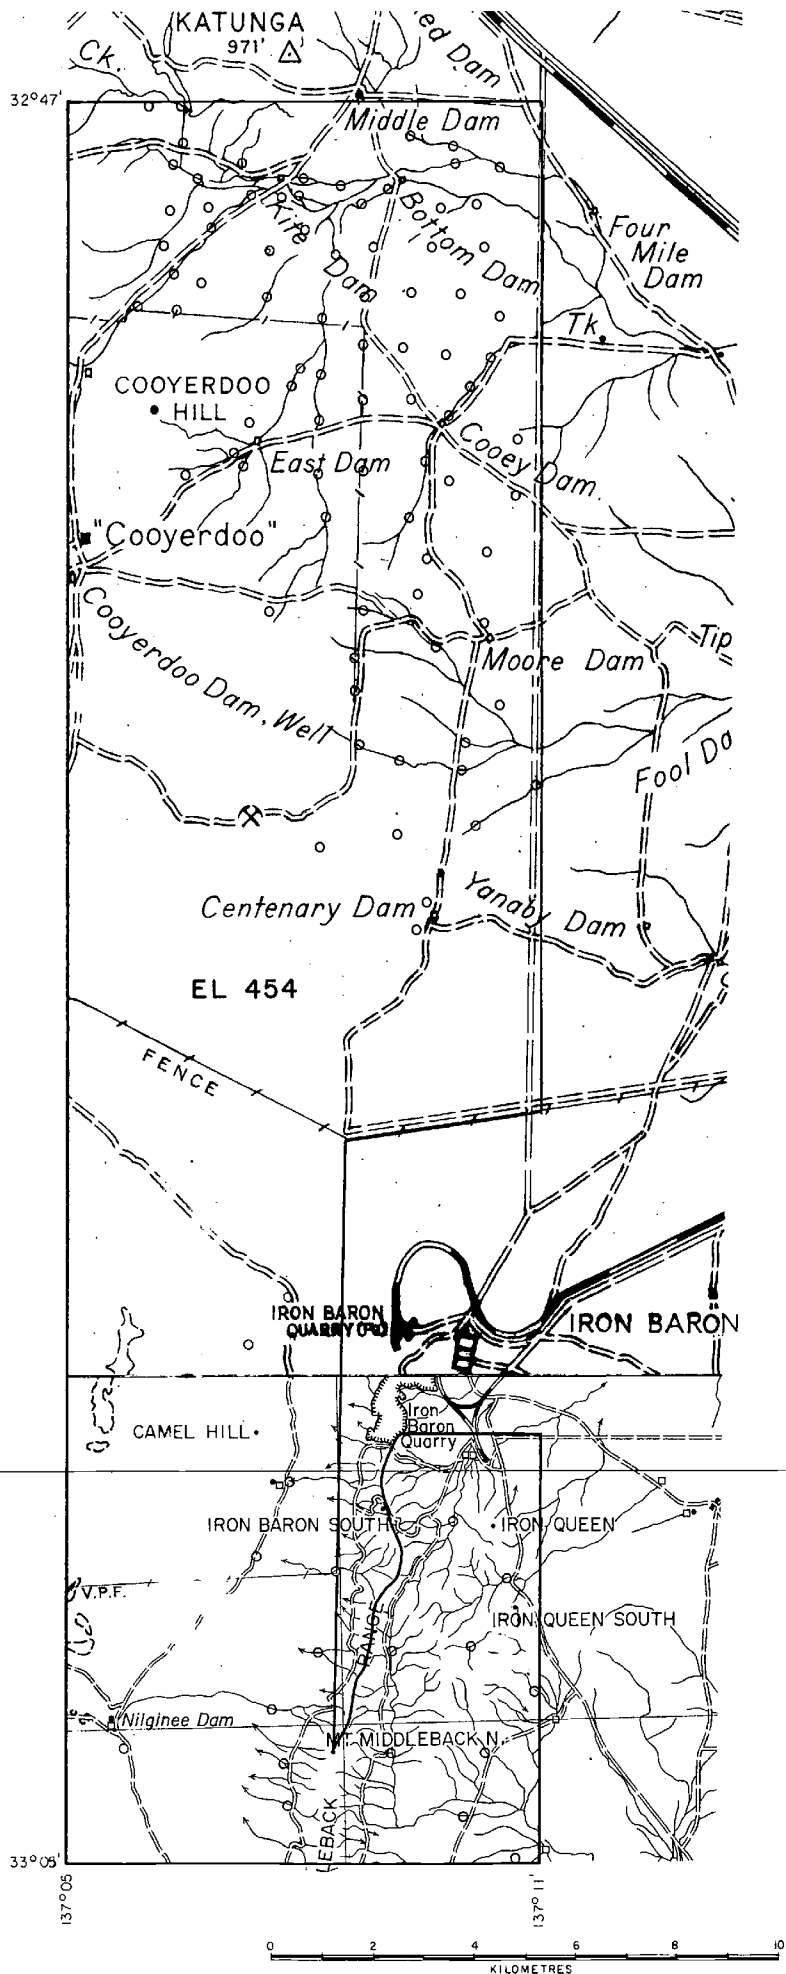 KATUNGA
971'
Ck.
ed Dam
32°47'
Middle Dam
Kite Dam
Bottom Dam
Four
Mile
Dam
Tk.
COOYERDOO
HILL
Cooey Dam
East Dam
"Cooyerdoo"
Cooyerdoo Dam, Well
Moore Dam
Tip
Fool Da
Centenary Dam
Yanaby Dam
EL 454
FENCE
IRON BARON
QUARRY
IRON BARON
Iron
Baron
Quarry
CAMEL HILL
IRON BARON SOUTH
IRON QUEEN
V.P.F.
RANGE
IRON QUEEN SOUTH
Nilginee Dam
MT MIDDLEBACK N.
LEBACK
33°05'
137°05'
137°11'
0 2 4 6 8 10
KILOMETRES